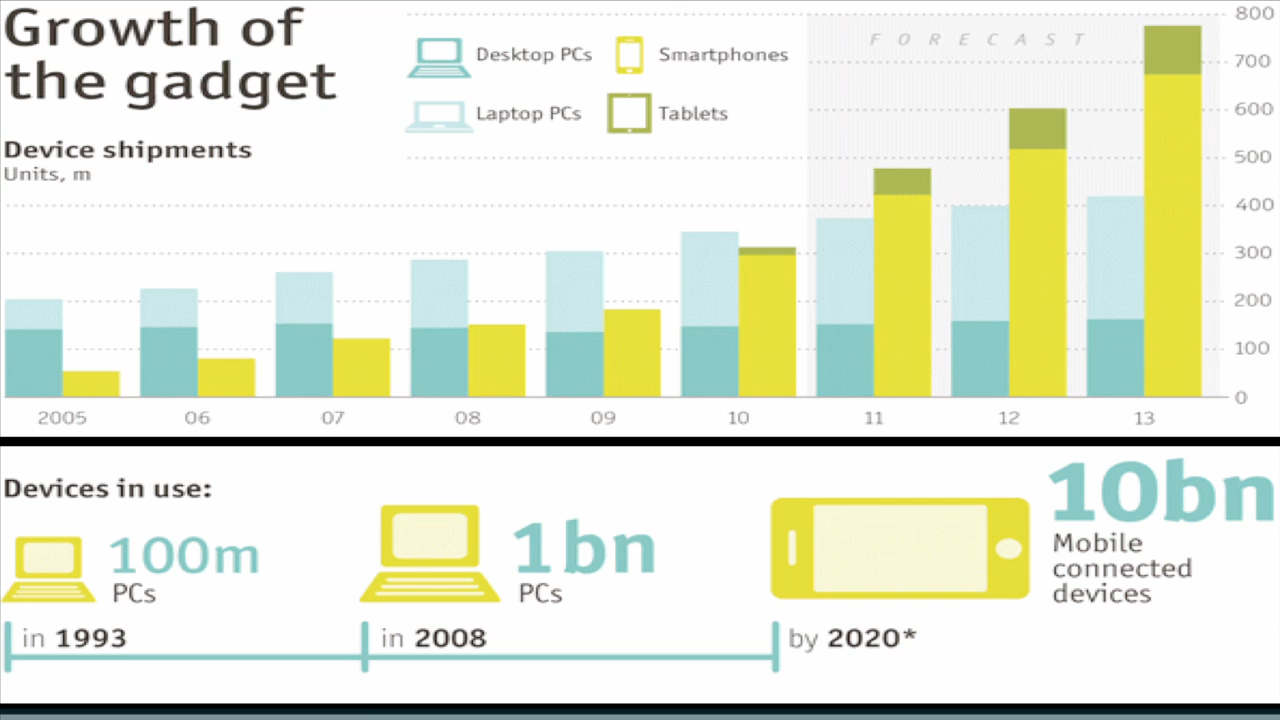 Growth of
the gadget
Device shipments
Units, m
Desktop PCs
Smartphones
Laptop PCs
Tablets
FORECAST
800
700
600
500
400
300
200
100
0
2005 06 07 08 09 10 11 12 13
Devices in use:
100m
PCs
in 1993
1bn
PCs
in 2008
10bn
Mobile
connected
devices
by 2020*